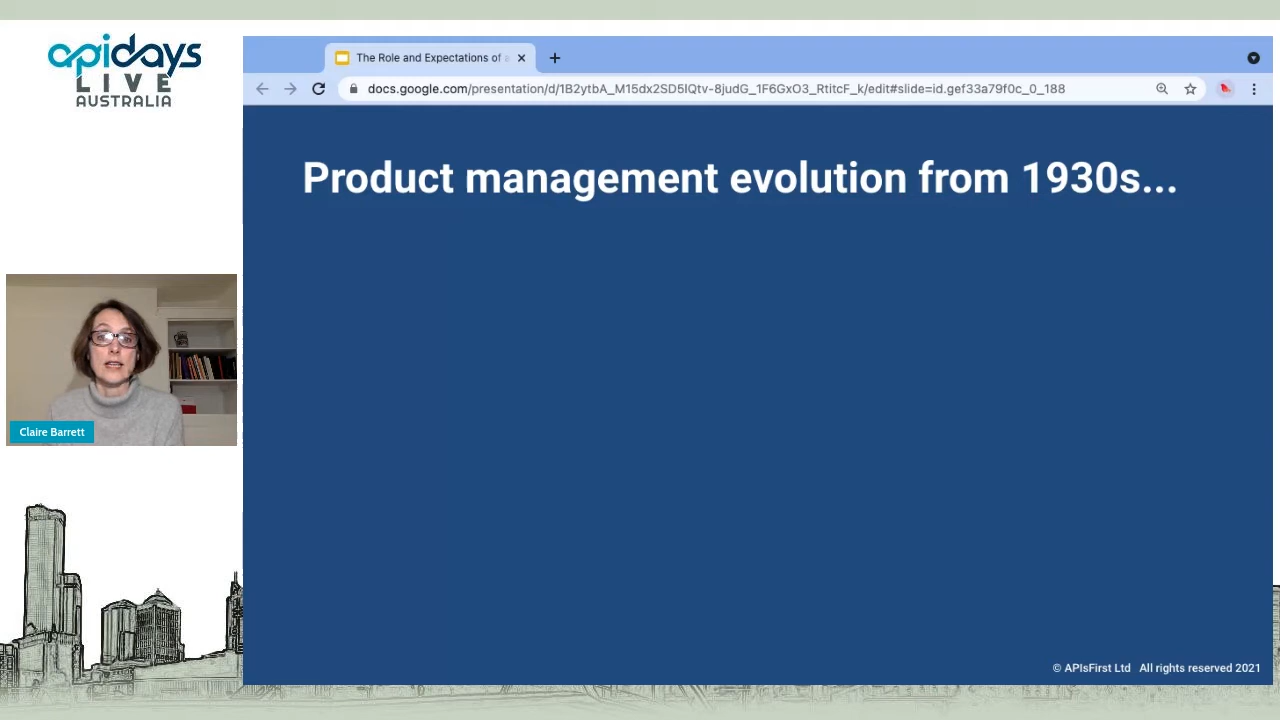 apidays
LIVE
AUSTRALIA
The Role and Expectations of a
docs.google.com/presentation/d/1B2ytbA_M15dx2SD5IQtv-8judG_1F6GxO3_RtitcF_k/edit#slide=id.gef33a79f0c_0_188
Product management evolution from 1930s...
Claire Barrett
© APIsFirst Ltd All rights reserved 2021